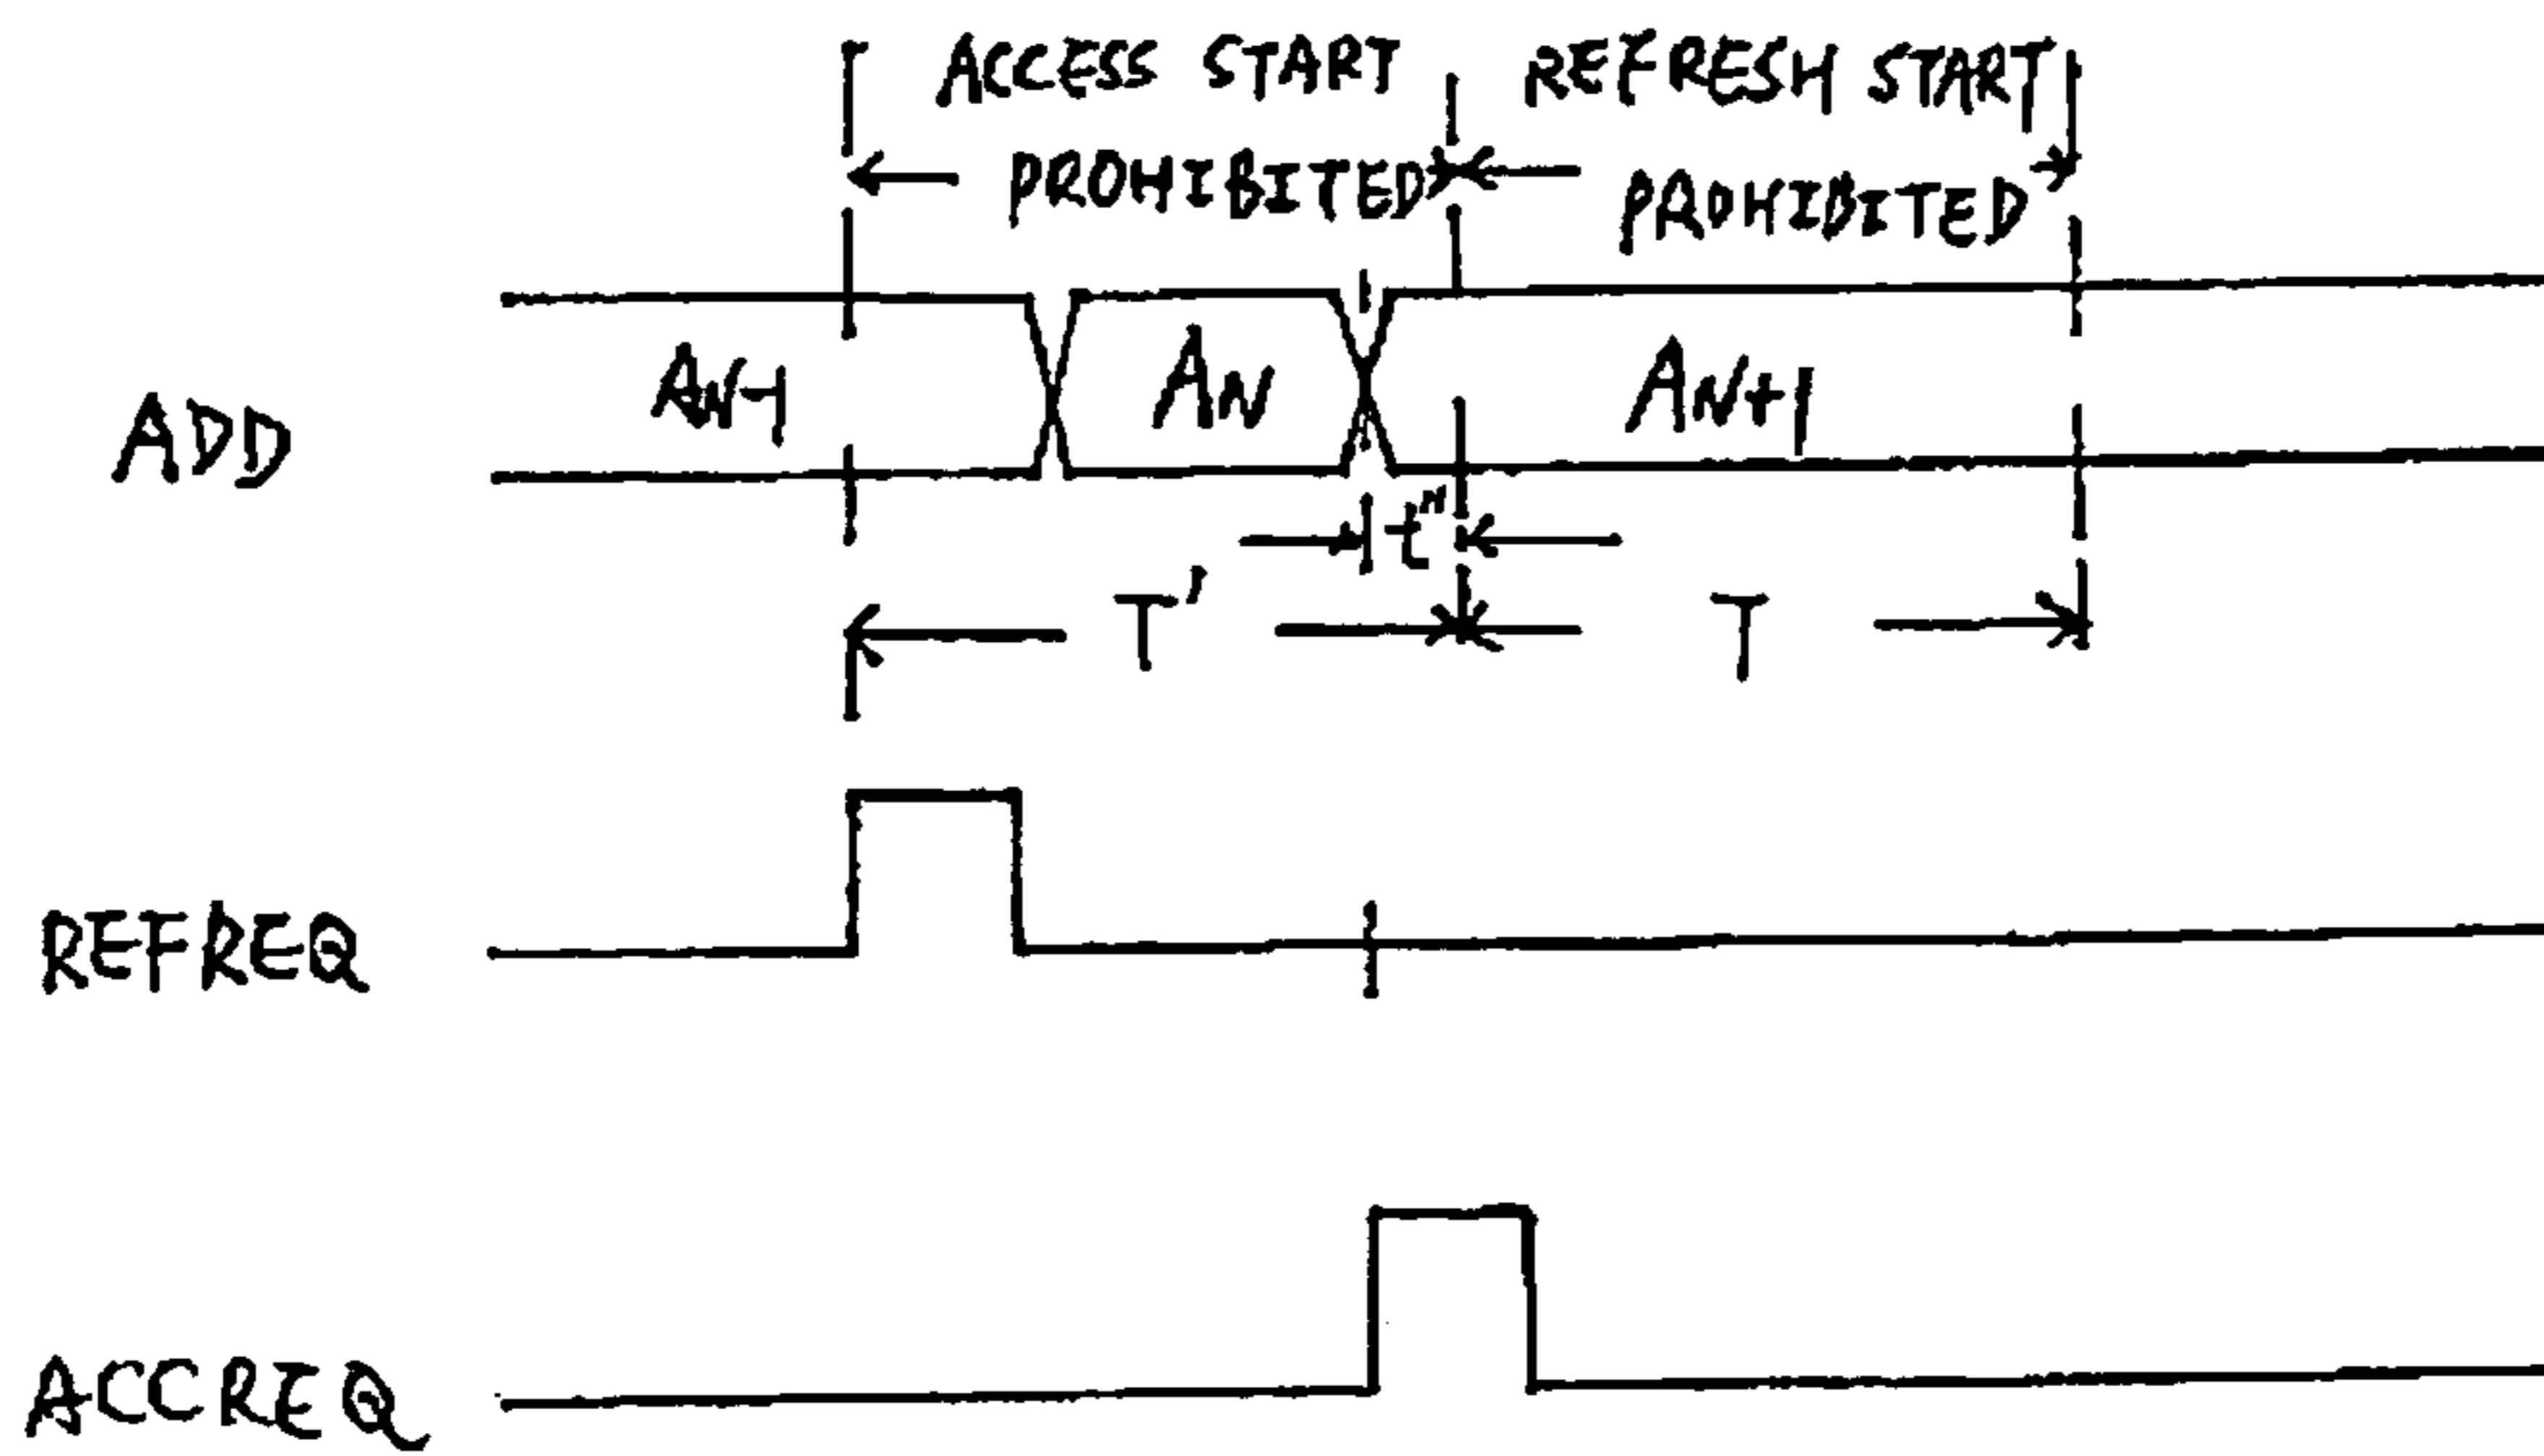 ACCESS START
PROHIBITED
REFRESH START
PROHIBITED
ADD
AN-1
AN
AN+1
t"
T'
T
REFREQ
ACCREQ